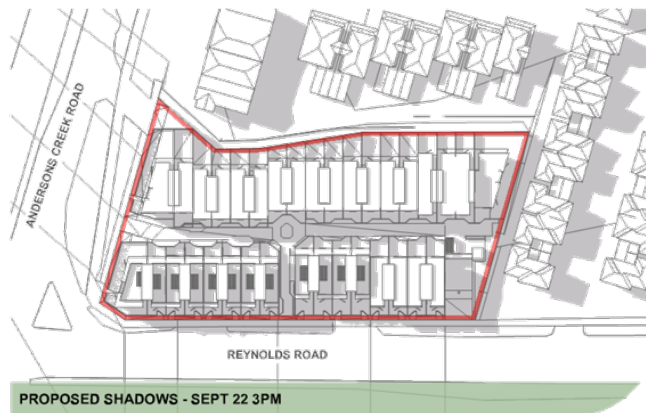 ANDERSONS CREEK ROAD
REYNOLDS ROAD
PROPOSED SHADOWS - SEPT 22 3PM